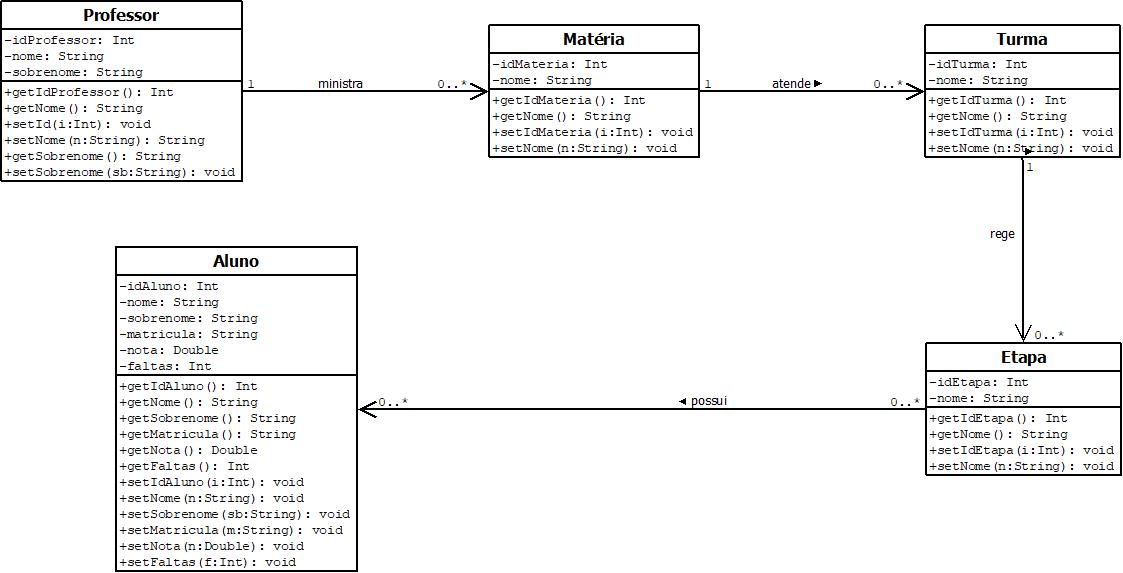 Professor
-idProfessor: Int
-nome: String
-sobrenome: String
+getIdProfessor(): Int
+getNome(): String
+setId(i:Int): void
+setNome(n:String): String
+getSobrenome(): String
+setSobrenome(sb:String): void
1
ministra
0..*
Matéria
-idMateria: Int
-nome: String
+getIdMateria(): Int
+getNome(): String
+setIdMateria(i:Int): void
+setNome(n:String): void
1
atende
0..*
Turma
-idTurma: Int
-nome: String
+getIdTurma(): Int
+getNome(): String
+setIdTurma(i:Int): void
+setNome(n:String): void
1
rege
0..*
Etapa
-idEtapa: Int
-nome: String
+getIdEtapa(): Int
+getNome(): String
+setIdEtapa(i:Int): void
+setNome(n:String): void
0..*
possui
0..*
Aluno
-idAluno: Int
-nome: String
-sobrenome: String
-matricula: String
-nota: Double
-faltas: Int
+getIdAluno(): Int
+getNome(): String
+getSobrenome(): String
+getMatricula(): String
+getNota(): Double
+getFaltas(): Int
+setIdAluno(i:Int): void
+setNome(n:String): void
+setSobrenome(sb:String): void
+setMatricula(m:String): void
+setNota(n:Double): void
+setFaltas(f:Int): void